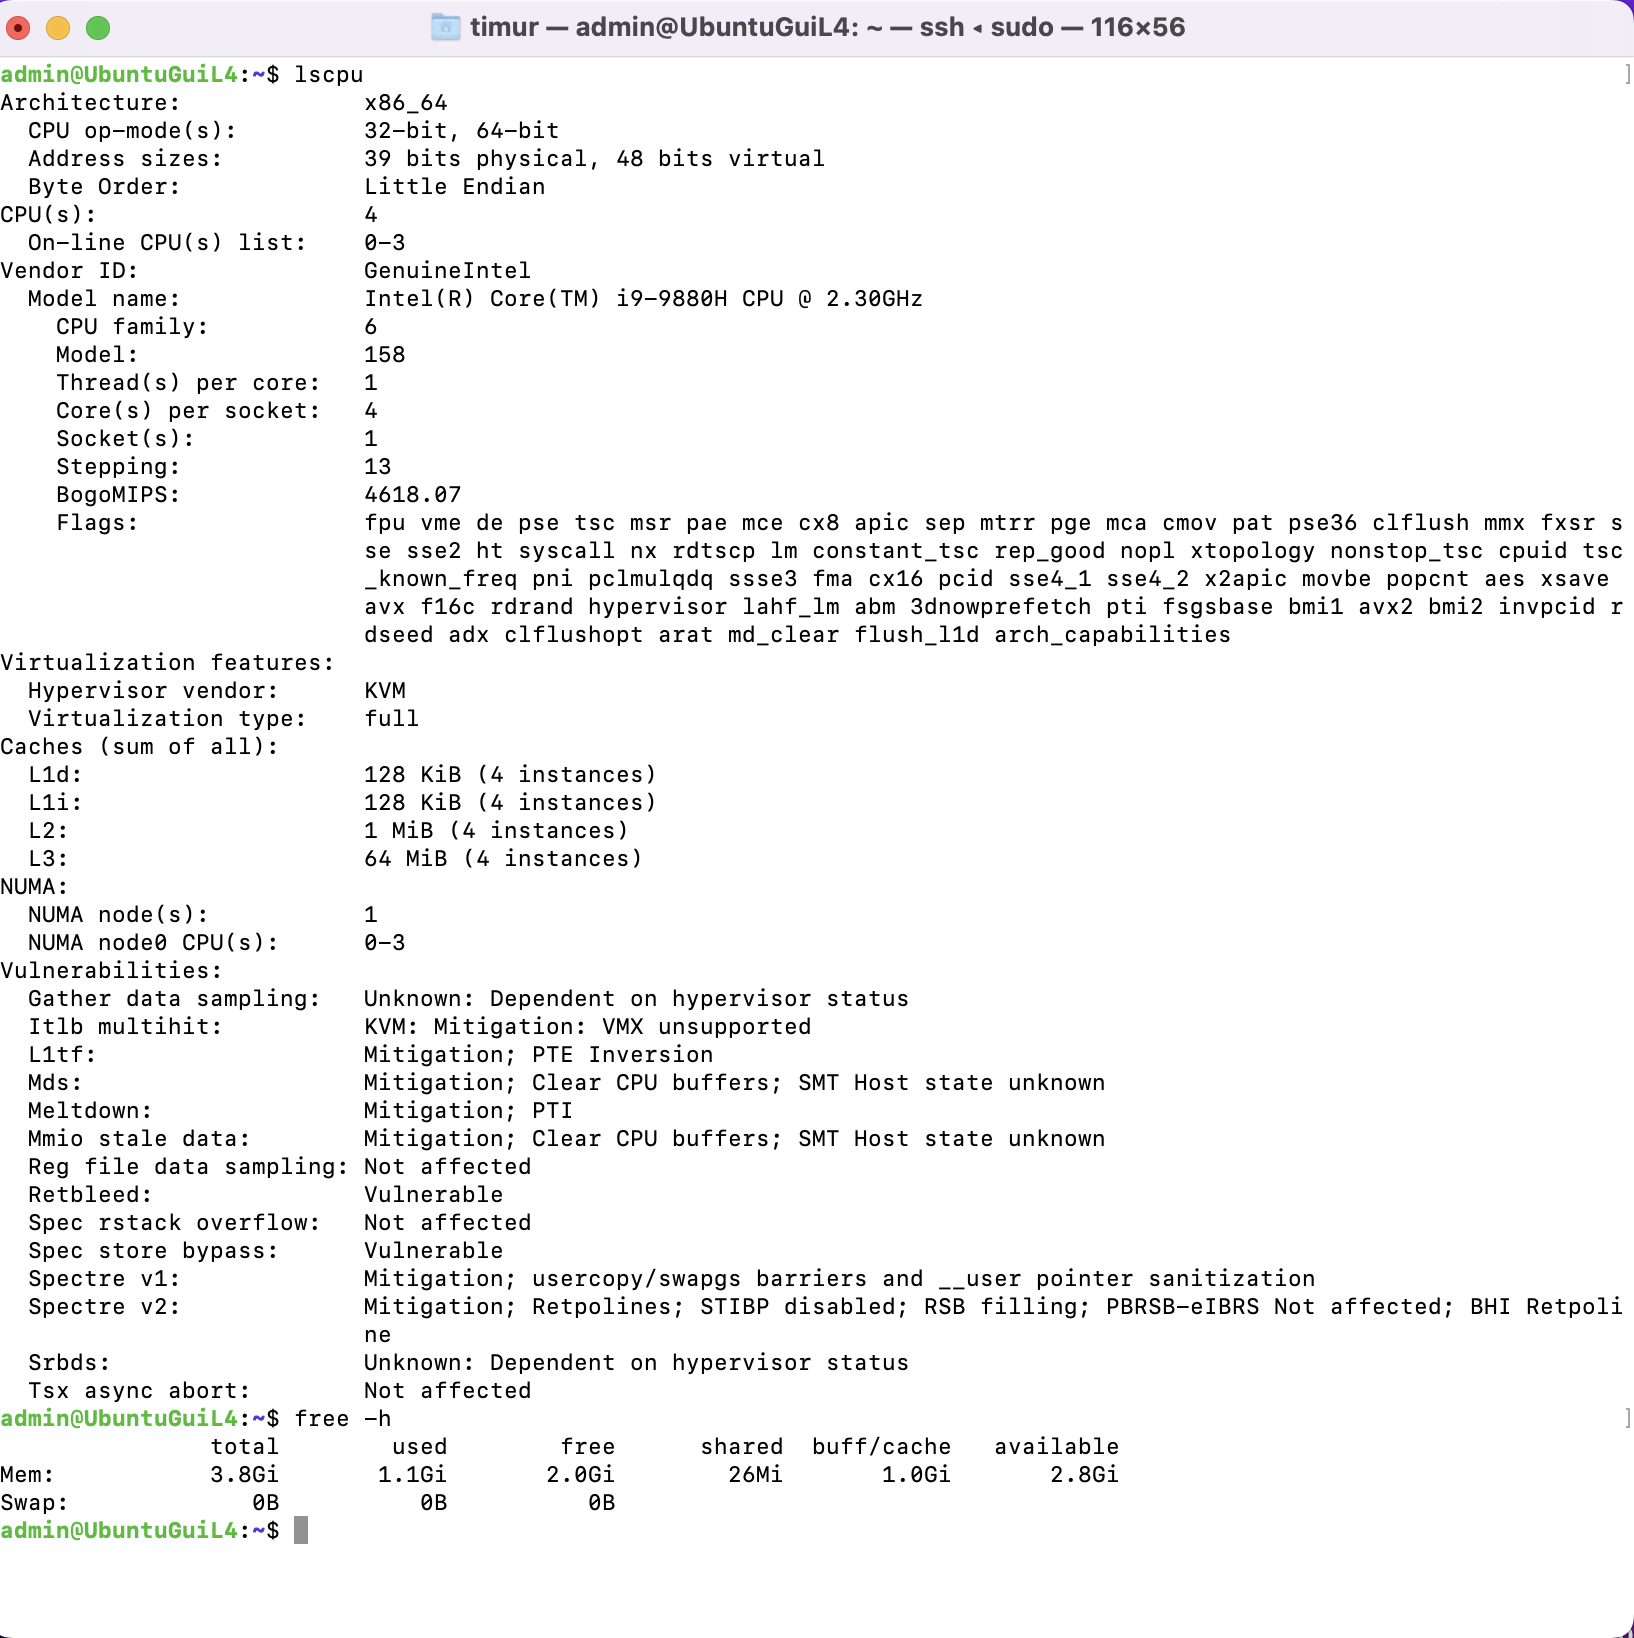 timur — admin@UbuntuGuiL4: ~ — ssh ◂ sudo — 116×56
admin@UbuntuGuiL4:~$ lscpu
Architecture:             x86_64
  CPU op-mode(s):         32-bit, 64-bit
  Address sizes:          39 bits physical, 48 bits virtual
  Byte Order:             Little Endian
CPU(s):                   4
  On-line CPU(s) list:    0-3
Vendor ID:                GenuineIntel
  Model name:             Intel(R) Core(TM) i9-9880H CPU @ 2.30GHz
    CPU family:           6
    Model:                158
    Thread(s) per core:   1
    Core(s) per socket:   4
    Socket(s):            1
    Stepping:             13
    BogoMIPS:             4618.07
    Flags:                fpu vme de pse tsc msr pae mce cx8 apic sep mtrr pge mca cmov pat pse36 clflush mmx fxsr s
                          se sse2 ht syscall nx rdtscp lm constant_tsc rep_good nopl xtopology nonstop_tsc cpuid tsc
                          _known_freq pni pclmulqdq ssse3 fma cx16 pcid sse4_1 sse4_2 x2apic movbe popcnt aes xsave
                          avx f16c rdrand hypervisor lahf_lm abm 3dnowprefetch pti fsgsbase bmi1 avx2 bmi2 invpcid r
                          dseed adx clflushopt arat md_clear flush_l1d arch_capabilities
Virtualization features:
  Hypervisor vendor:      KVM
  Virtualization type:    full
Caches (sum of all):
  L1d:                    128 KiB (4 instances)
  L1i:                    128 KiB (4 instances)
  L2:                     1 MiB (4 instances)
  L3:                     64 MiB (4 instances)
NUMA:
  NUMA node(s):           1
  NUMA node0 CPU(s):      0-3
Vulnerabilities:
  Gather data sampling:   Unknown: Dependent on hypervisor status
  Itlb multihit:          KVM: Mitigation: VMX unsupported
  L1tf:                   Mitigation; PTE Inversion
  Mds:                    Mitigation; Clear CPU buffers; SMT Host state unknown
  Meltdown:               Mitigation; PTI
  Mmio stale data:        Mitigation; Clear CPU buffers; SMT Host state unknown
  Reg file data sampling: Not affected
  Retbleed:               Vulnerable
  Spec rstack overflow:   Not affected
  Spec store bypass:      Vulnerable
  Spectre v1:             Mitigation; usercopy/swapgs barriers and __user pointer sanitization
  Spectre v2:             Mitigation; Retpolines; STIBP disabled; RSB filling; PBRSB-eIBRS Not affected; BHI Retpoli
                          ne
  Srbds:                  Unknown: Dependent on hypervisor status
  Tsx async abort:        Not affected
admin@UbuntuGuiL4:~$ free -h
               total        used        free      shared  buff/cache   available
Mem:           3.8Gi       1.1Gi       2.0Gi        26Mi       1.0Gi       2.8Gi
Swap:             0B          0B          0B
admin@UbuntuGuiL4:~$